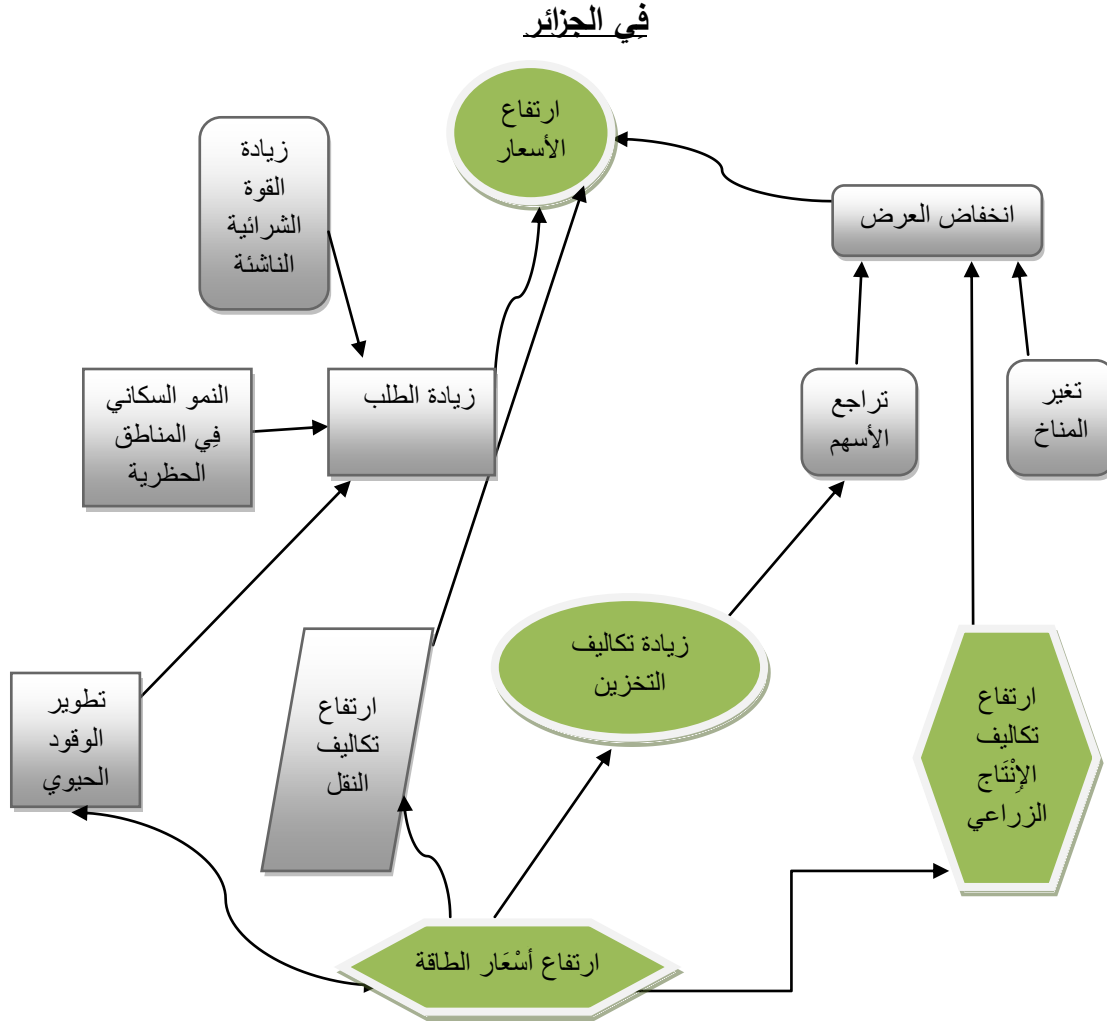 فِي الجزائر
ارتفاع
الأسعار
زيادة
القوة
الشرائية
الناشئة
انخفاض العرض
النمو السكاني
فِي المناطق
الحظرية
زيادة الطلب
تراجع
الأسهم
تغير
المناخ
زيادة تكاليف
التخزين
تطوير
الوقود
الحيوي
ارتفاع
تكاليف
النقل
ارتفاع
تكاليف
الإِنْتَاج
الزراعي
ارتفاع أسْعَار الطاقة